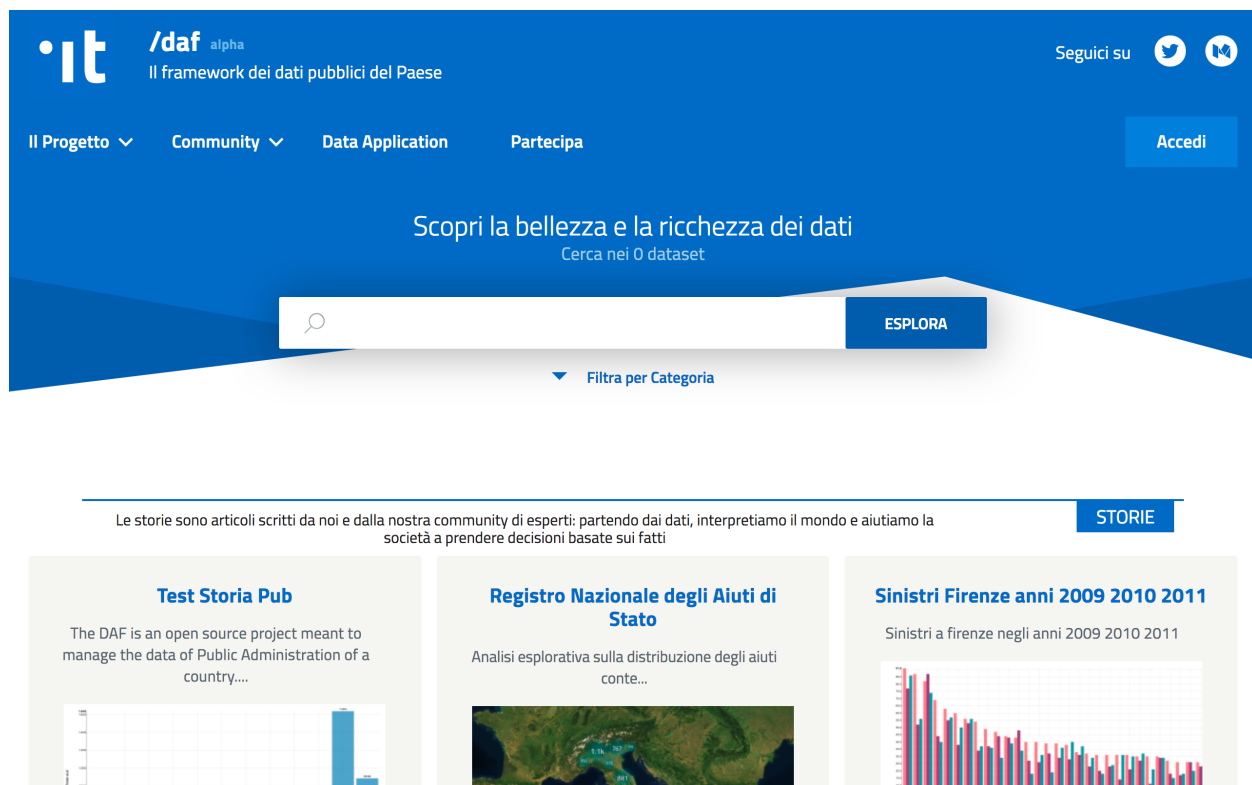 it
/daf alpha
Il framework dei dati pubblici del Paese
Seguici su
Il Progetto
Community
Data Application
Partecipa
Accedi
Scopri la bellezza e la ricchezza dei dati
Cerca nei 0 dataset
ESPLORA
Filtra per Categoria
Le storie sono articoli scritti da noi e dalla nostra community di esperti: partendo dai dati, interpretiamo il mondo e aiutiamo la
società a prendere decisioni basate sui fatti
STORIE
Test Storia Pub
The DAF is an open source project meant to
manage the data of Public Administration of a
country....
Registro Nazionale degli Aiuti di
Stato
Analisi esplorativa sulla distribuzione degli aiuti
conte...
1.1k
767
881
Sinistri Firenze anni 2009 2010 2011
Sinistri a firenze negli anni 2009 2010 2011